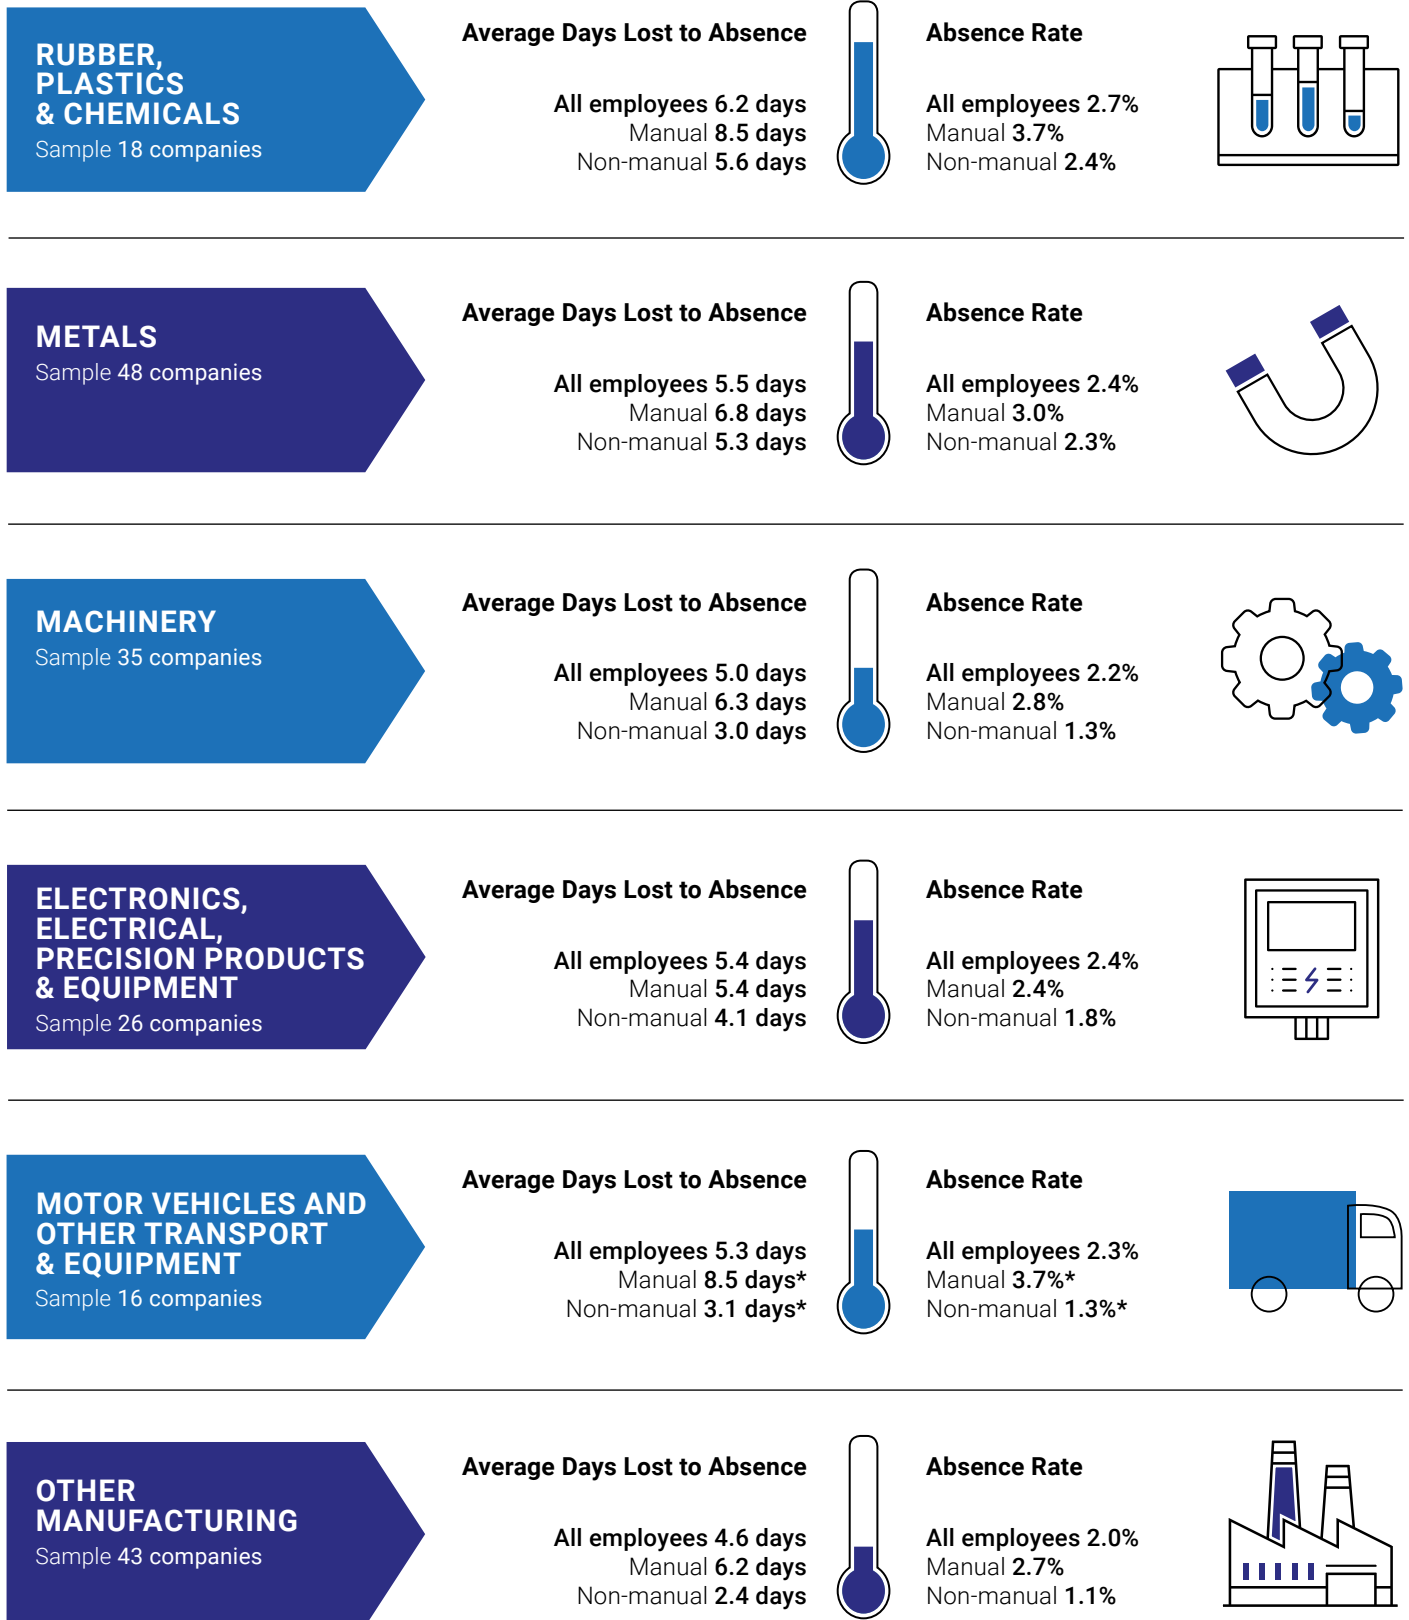 RUBBER,
PLASTICS
& CHEMICALS
Sample 18 companies
Average Days Lost to Absence
All employees 6.2 days
Manual 8.5 days
Non-manual 5.6 days
Absence Rate
All employees 2.7%
Manual 3.7%
Non-manual 2.4%
METALS
Sample 48 companies
Average Days Lost to Absence
All employees 5.5 days
Manual 6.8 days
Non-manual 5.3 days
Absence Rate
All employees 2.4%
Manual 3.0%
Non-manual 2.3%
MACHINERY
Sample 35 companies
Average Days Lost to Absence
All employees 5.0 days
Manual 6.3 days
Non-manual 3.0 days
Absence Rate
All employees 2.2%
Manual 2.8%
Non-manual 1.3%
ELECTRONICS,
ELECTRICAL,
PRECISION PRODUCTS
& EQUIPMENT
Sample 26 companies
Average Days Lost to Absence
All employees 5.4 days
Manual 5.4 days
Non-manual 4.1 days
Absence Rate
All employees 2.4%
Manual 2.4%
Non-manual 1.8%
MOTOR VEHICLES AND
OTHER TRANSPORT
& EQUIPMENT
Sample 16 companies
Average Days Lost to Absence
All employees 5.3 days
Manual 8.5 days*
Non-manual 3.1 days*
Absence Rate
All employees 2.3%
Manual 3.7%*
Non-manual 1.3%*
OTHER
MANUFACTURING
Sample 43 companies
Average Days Lost to Absence
All employees 4.6 days
Manual 6.2 days
Non-manual 2.4 days
Absence Rate
All employees 2.0%
Manual 2.7%
Non-manual 1.1%